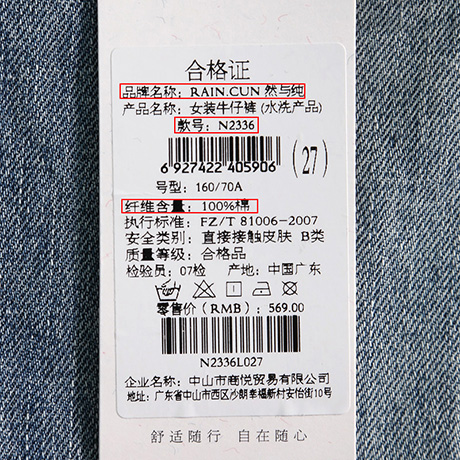 合格证
品牌名称: RAIN.CUN 然与纯
产品名称: 女装牛仔裤 (水洗产品)
款号: N2336
6 927422 405906
(27)
号型: 160/70A
纤维含量: 100%棉
执行标准: FZ/T 81006-2007
安全类别: 直接接触皮肤 B类
质量等级: 合格品
检验员: 07检 产地: 中国广东
零售价 (RMB): 569.00
N2336L027
企业名称: 中山市商悦贸易有限公司
地址: 广东省中山市西区沙朗幸福新村安怡街10号
舒适随行 自在随心